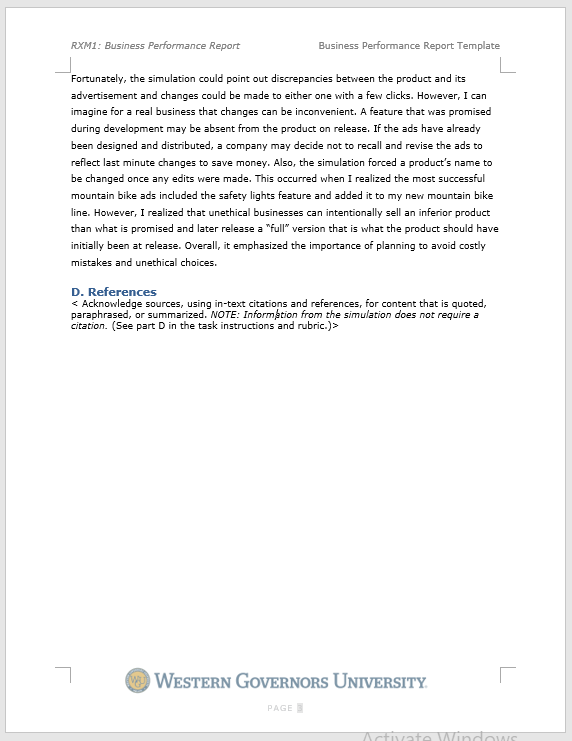 RXM1: Business Performance Report Business Performance Report Template
Fortunately, the simulation could point out discrepancies between the product and its
advertisement and changes could be made to either one with a few clicks. However, I can
imagine for a real business that changes can be inconvenient. A feature that was promised
during development may be absent from the product on release. If the ads have already
been designed and distributed, a company may decide not to recall and revise the ads to
reflect last minute changes to save money. Also, the simulation forced a product’s name to
be changed once any edits were made. This occurred when I realized the most successful
mountain bike ads included the safety lights feature and added it to my new mountain bike
line. However, I realized that unethical businesses can intentionally sell an inferior product
than what is promised and later release a “full” version that is what the product should have
initially been at release. Overall, it emphasized the importance of planning to avoid costly
mistakes and unethical choices.
D. References
< Acknowledge sources, using in-text citations and references, for content that is quoted,
paraphrased, or summarized. NOTE: Information from the simulation does not require a
citation. (See part D in the task instructions and rubric.)>
WESTERN GOVERNORS UNIVERSITY
PAGE
Activate Windows